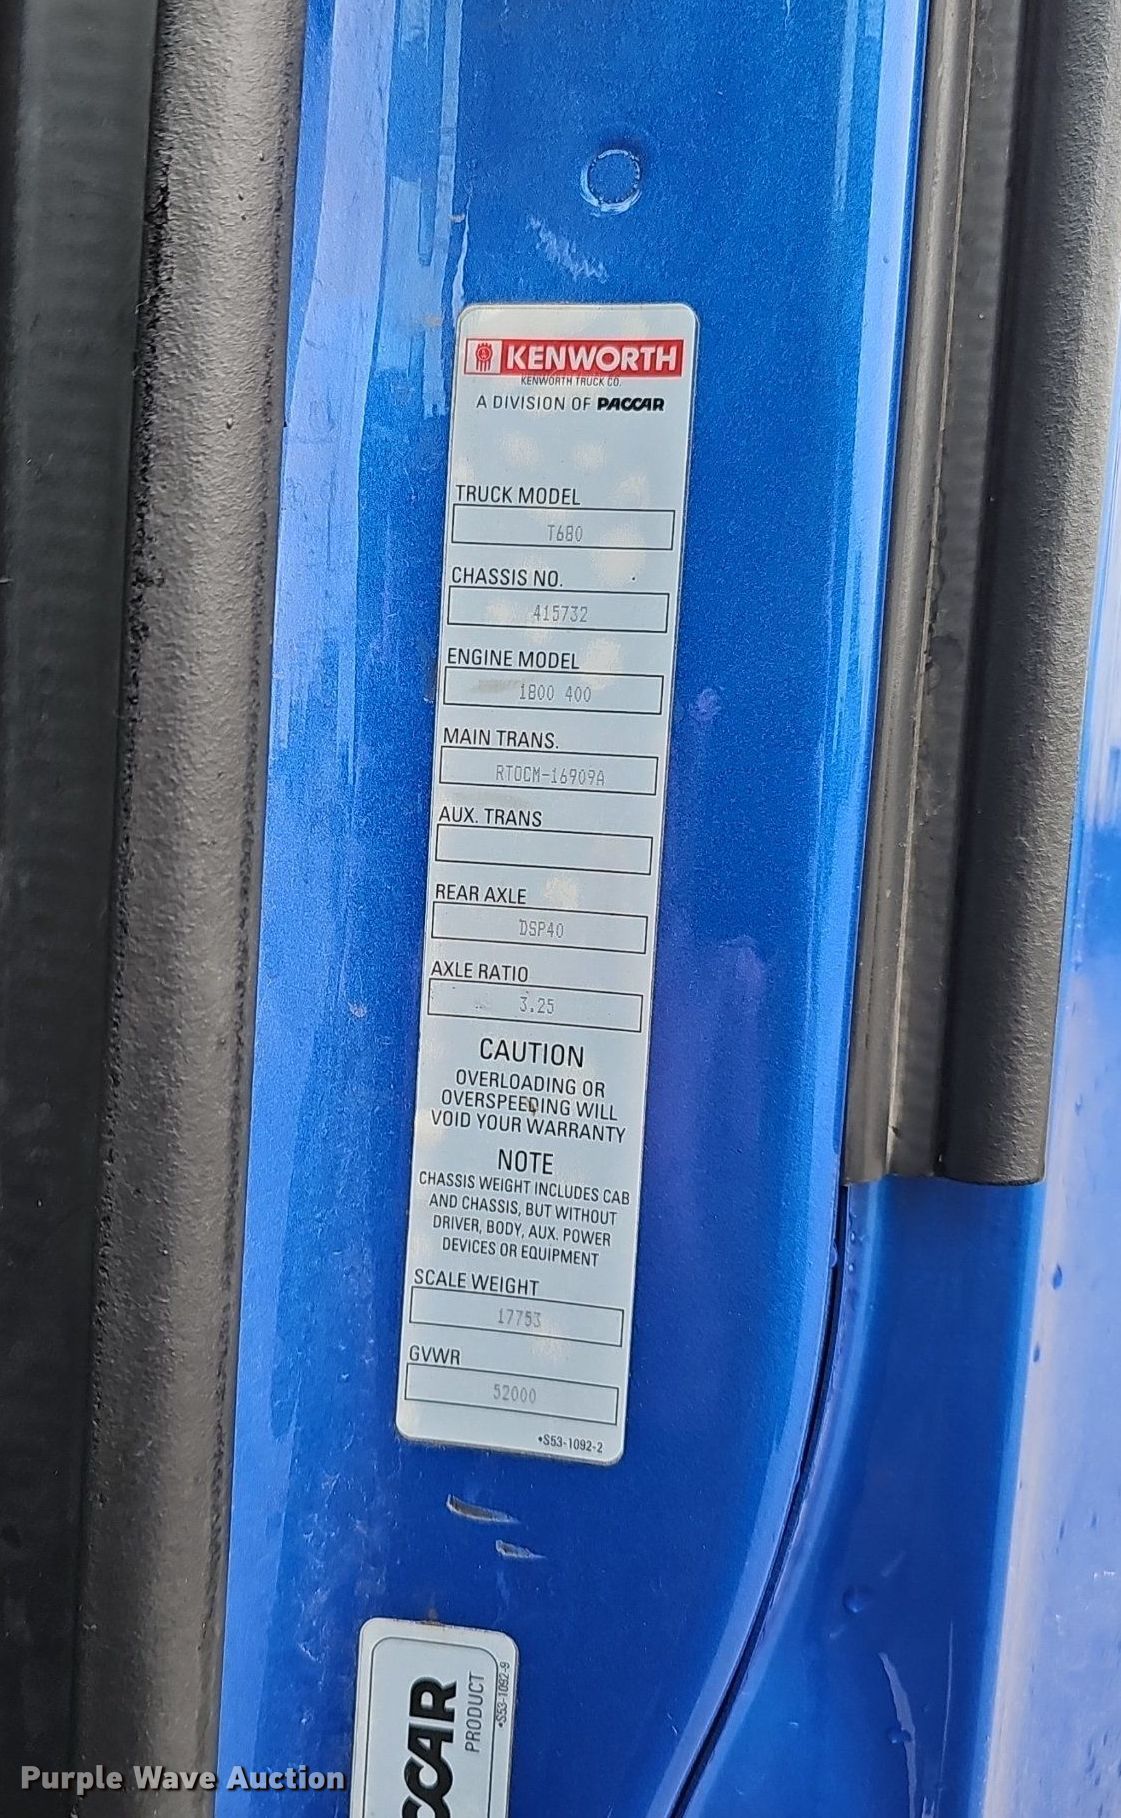 KENWORTH
KENWORTH TRUCK CO.
A DIVISION OF PACCAR
TRUCK MODEL
T680
CHASSIS NO.
415732
ENGINE MODEL
1800 400
MAIN TRANS.
RTOCM-16909A
AUX. TRANS
REAR AXLE
DSP40
AXLE RATIO
3.25
CAUTION
OVERLOADING OR
OVERSPEEDING WILL
VOID YOUR WARRANTY
NOTE
CHASSIS WEIGHT INCLUDES CAB
AND CHASSIS, BUT WITHOUT
DRIVER, BODY, AUX. POWER
DEVICES OR EQUIPMENT
SCALE WEIGHT
17753
GVWR
52000
•S53-1092-2
CCAR
PRODUCT
•S53-1092-9
Purple Wave Auction